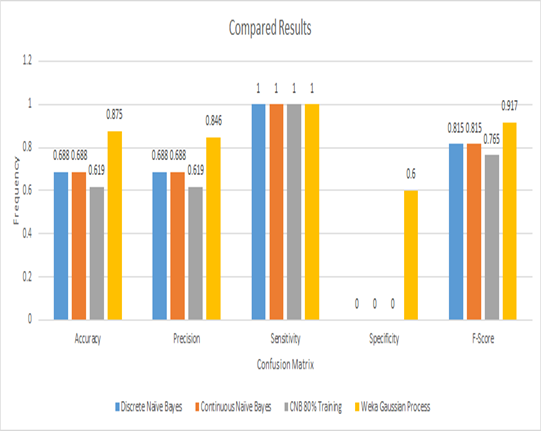 Compared Results
1.2
1
0.8
0.6
0.4
0.2
0
Frequency
0.688 0.688 0.619 0.875
0.688 0.688 0.619 0.846
1 1 1 1
0 0 0 0.6
0.815 0.815 0.765 0.917
Accuracy Precision Sensitivity Specificity F-Score
Confusion Matrix
Discrete Naïve Bayes Continuous Naïve Bayes CNB 80% Training Weka Gaussian Process